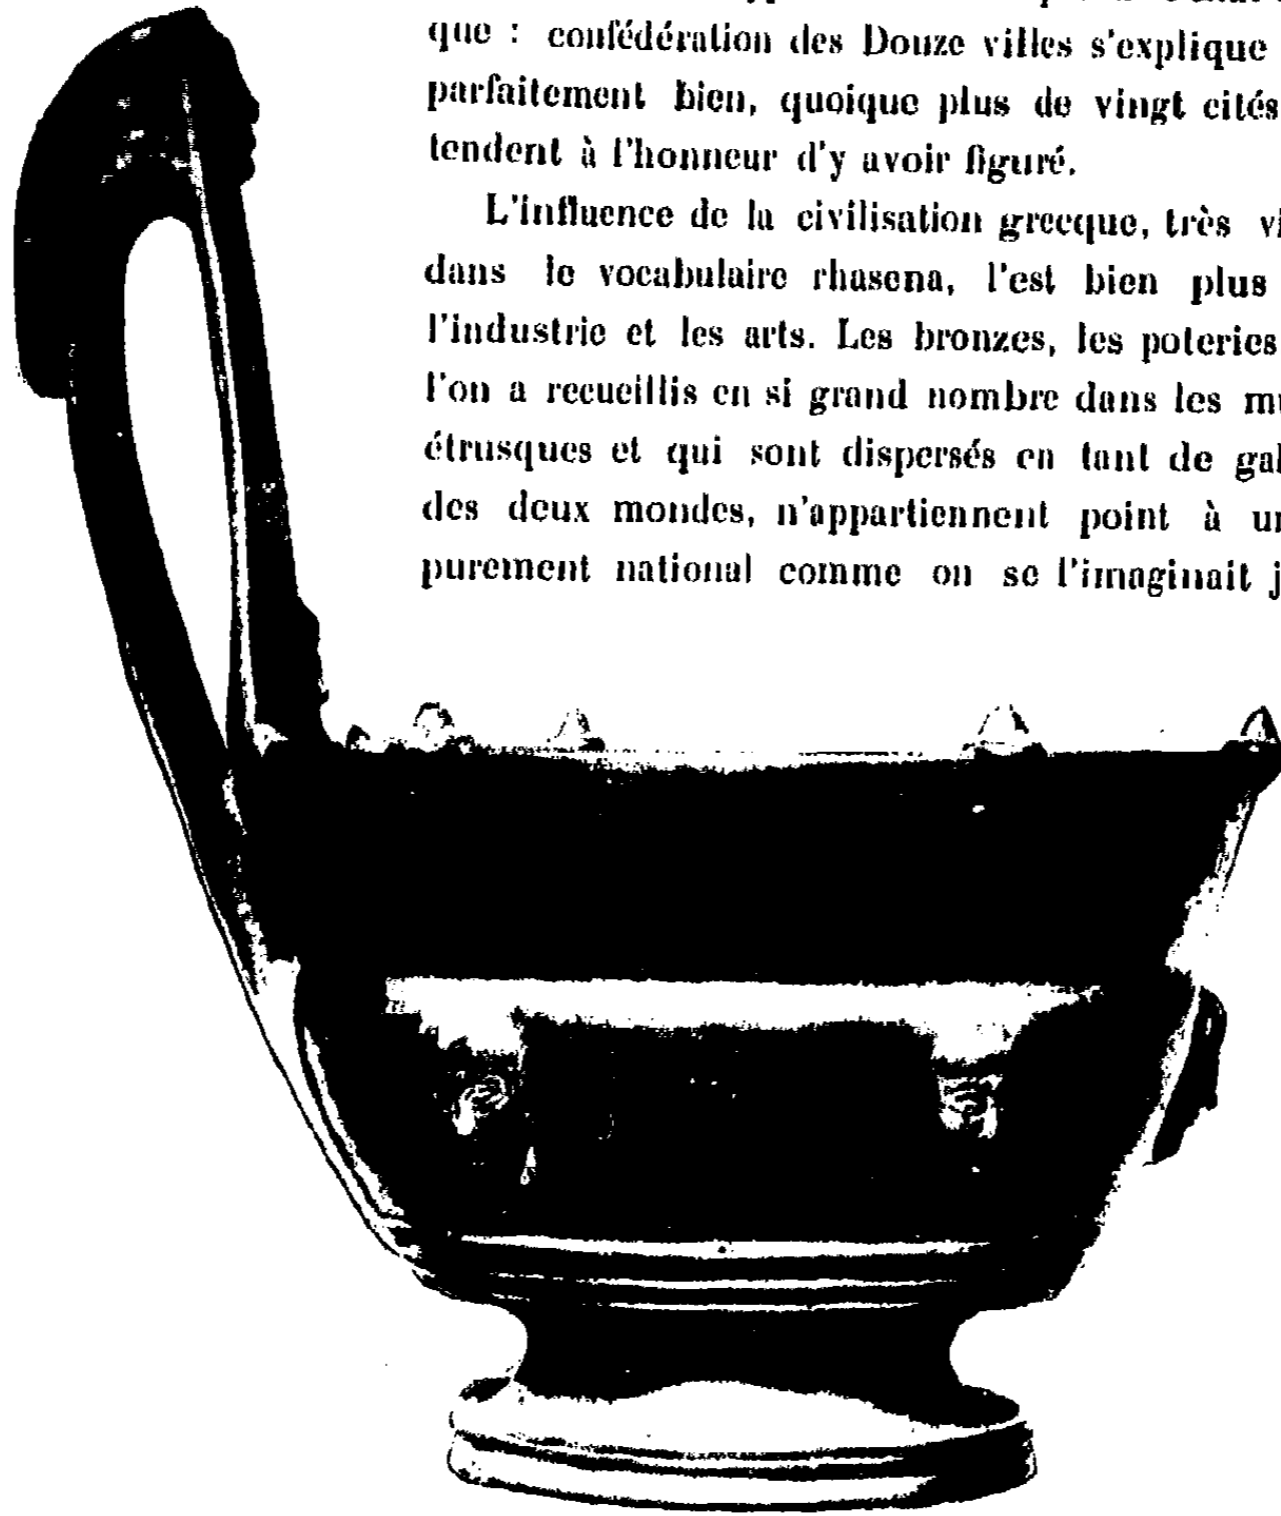 que : confédération des Douze villes s'explique
parfaitement bien, quoique plus de vingt cités
tendent à l'honneur d'y avoir figuré.
L'influence de la civilisation grecque, très
dans le vocabulaire rhasena, l'est bien plus
l'industrie et les arts. Les bronzes, les poteries
l'on a recueillis en si grand nombre dans les
étrusques et qui sont dispersés en tant de
des deux mondes, n'appartiennent point à
purement national comme on se l'imaginait